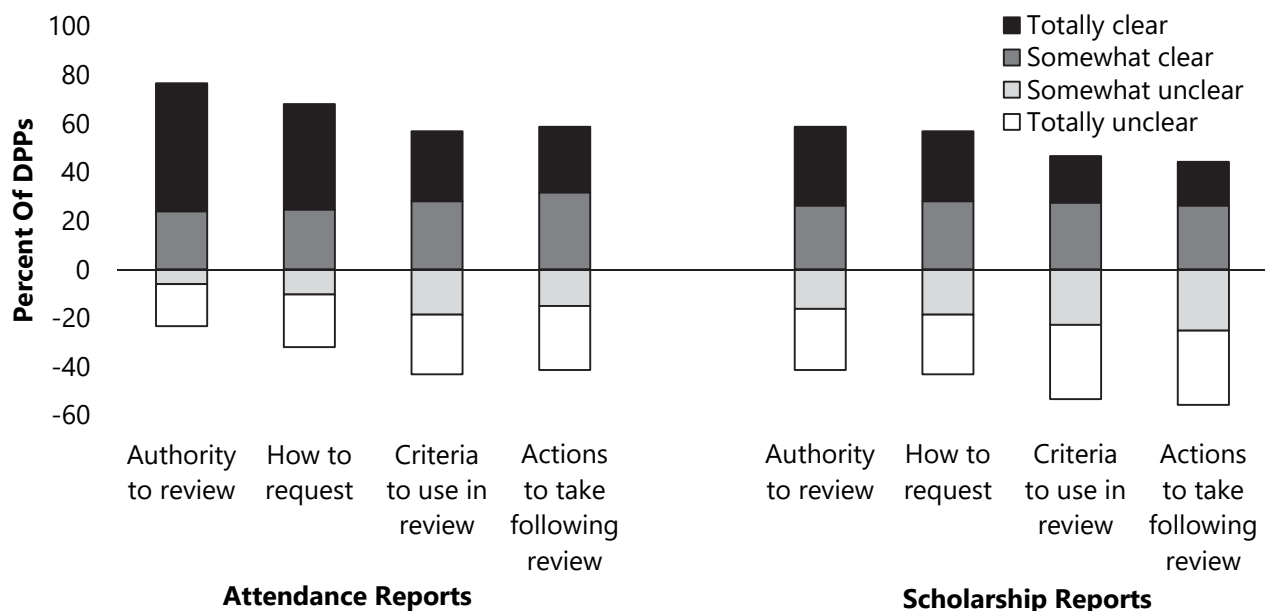 100
80
60
40
20
0
-20
-40
-60
Percent Of DPPs
Totally clear
Somewhat clear
Somewhat unclear
Totally unclear
Authority
to review
How to
request
Criteria
to use in
review
Actions
to take
following
review
Authority
to review
How to
request
Criteria
to use in
review
Actions
to take
following
review
Attendance Reports
Scholarship Reports